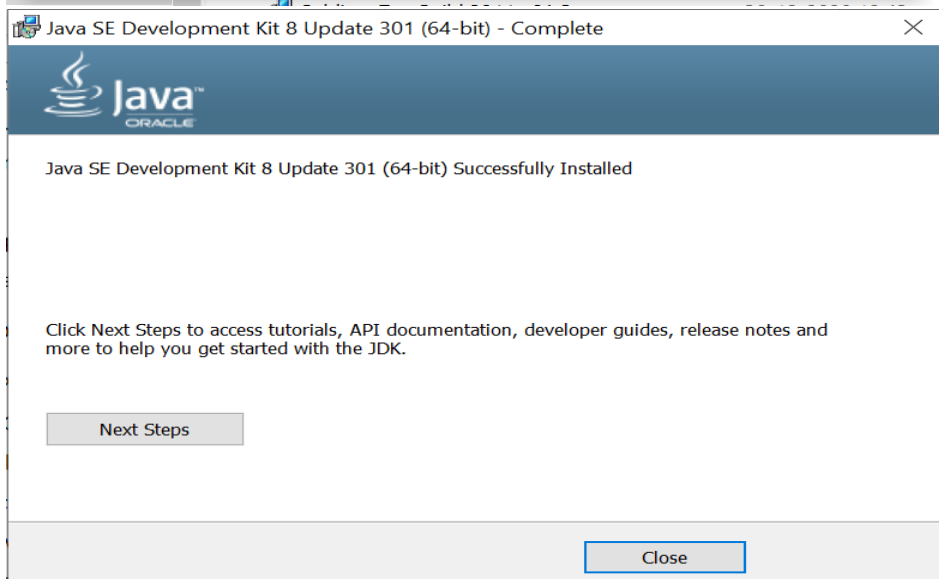 Java SE Development Kit 8 Update 301 (64-bit) - Complete
Java™
ORACLE
Java SE Development Kit 8 Update 301 (64-bit) Successfully Installed
Click Next Steps to access tutorials, API documentation, developer guides, release notes and
more to help you get started with the JDK.
Next Steps
Close